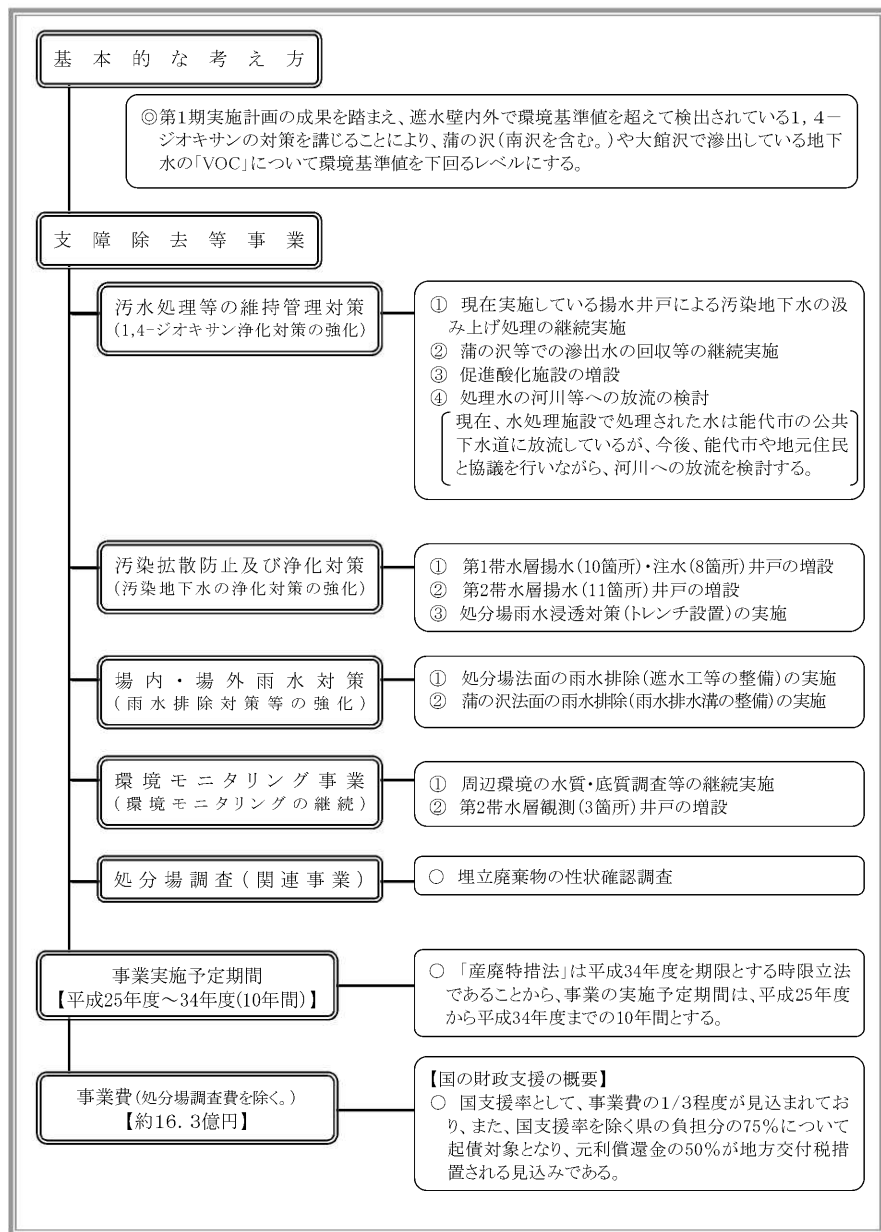 基本的な考え方
◎第1期実施計画の成果を踏まえ、遮水壁内外で環境基準値を超えて検出されている1,4－
ジオキサンの対策を講じることにより、蒲の沢(南沢を含む。)や大館沢で滲出している地下
水の「VOC」について環境基準値を下回るレベルにする。
支障除去等事業
汚水処理等の維持管理対策
(1,4-ジオキサン浄化対策の強化)
① 現在実施している揚水井戸による汚染地下水の汲
み上げ処理の継続実施
② 蒲の沢等での滲出水の回収等の継続実施
③ 促進酸化施設の増設
④ 処理水の河川等への放流の検討
現在、水処理施設で処理された水は能代市の公共
下水道に放流しているが、今後、能代市や地元住民
と協議を行いながら、河川への放流を検討する。
汚染拡散防止及び浄化対策
(汚染地下水の浄化対策の強化)
① 第1帯水層揚水(10箇所)・注水(8箇所)井戸の増設
② 第2帯水層揚水(11箇所)井戸の増設
③ 処分場雨水浸透対策(トレンチ設置)の実施
場内・場外雨水対策
(雨水排除対策等の強化)
① 処分場法面の雨水排除(遮水工等の整備)の実施
② 蒲の沢法面の雨水排除(雨水排水溝の整備)の実施
環境モニタリング事業
(環境モニタリングの継続)
① 周辺環境の水質・底質調査等の継続実施
② 第2帯水層観測(3箇所)井戸の増設
処分場調査(関連事業)
○ 埋立廃棄物の性状確認調査
事業実施予定期間
【平成25年度～34年度(10年間)】
○ 「産廃特措法」は平成34年度を期限とする時限立法
であることから、事業の実施予定期間は、平成25年度
から平成34年度までの10年間とする。
事業費(処分場調査費を除く。)
【約16.3億円】
【国の財政支援の概要】
○ 国支援率として、事業費の1/3程度が見込まれてお
り、また、国支援率を除く県の負担分の75%について
起債対象となり、元利償還金の50%が地方交付税措
置される見込みである。